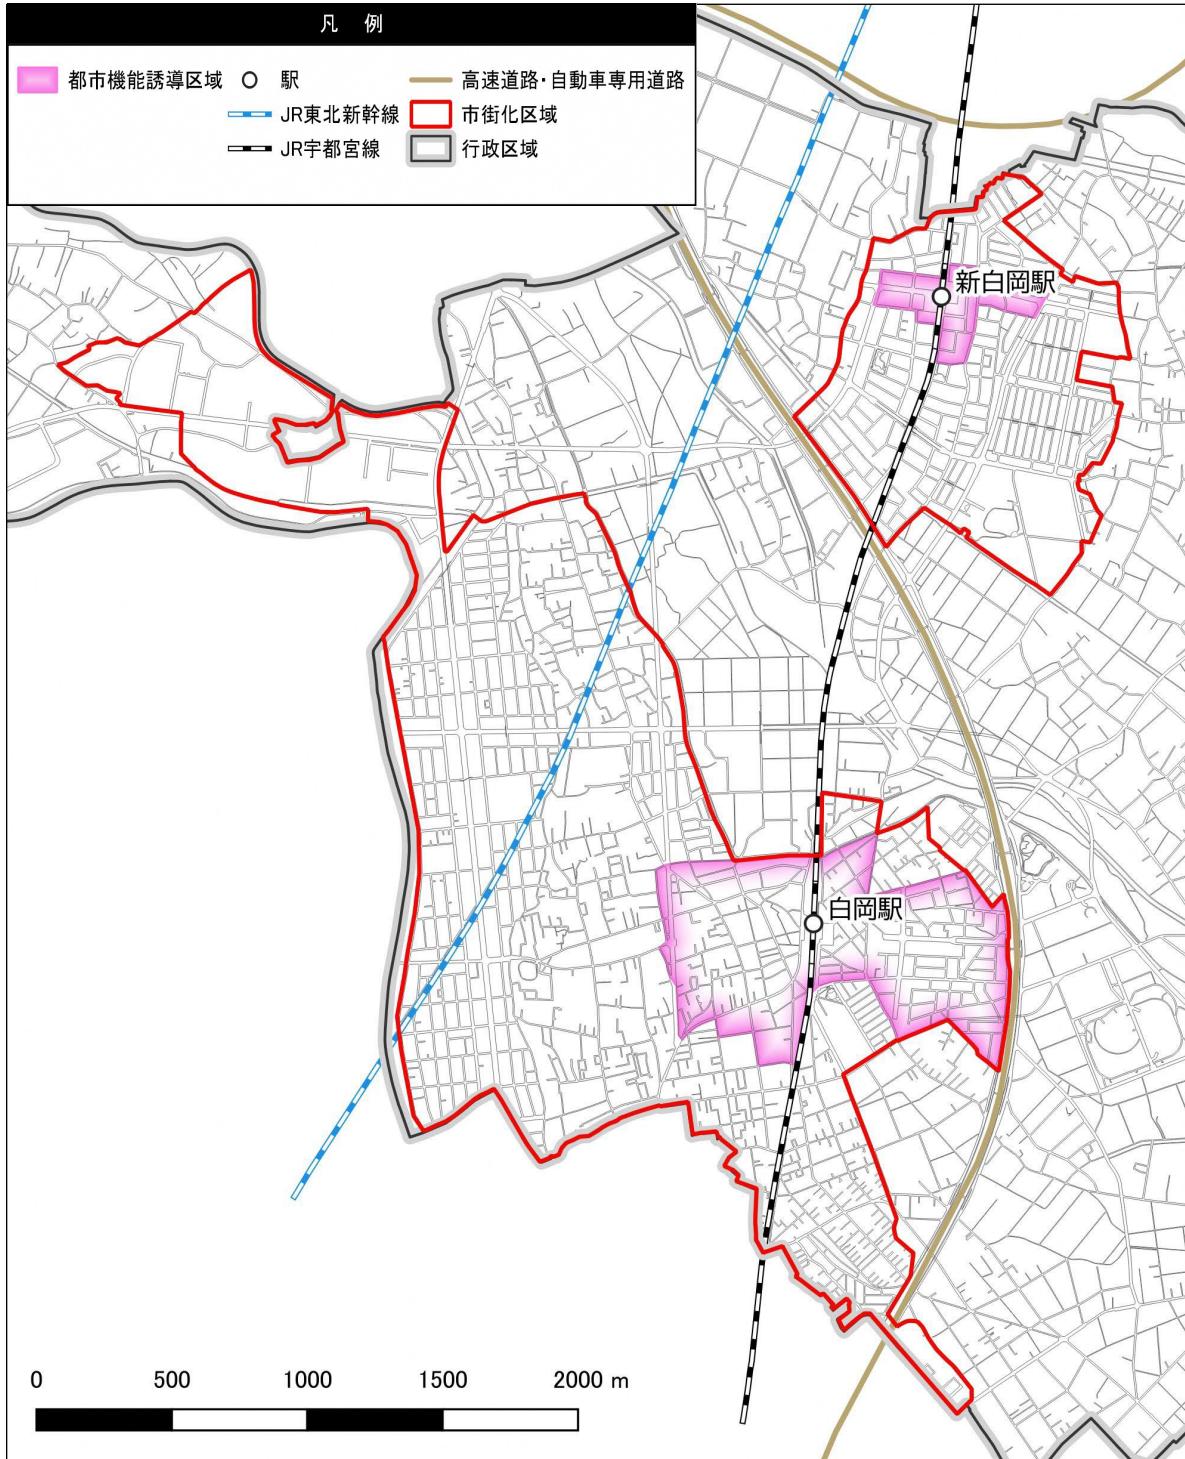 凡 例
都市機能誘導区域
駅
高速道路・自動車専用道路
JR東北新幹線
市街化区域
JR宇都宮線
行政区域
新白岡駅
白岡駅
0 500 1000 1500 2000 m